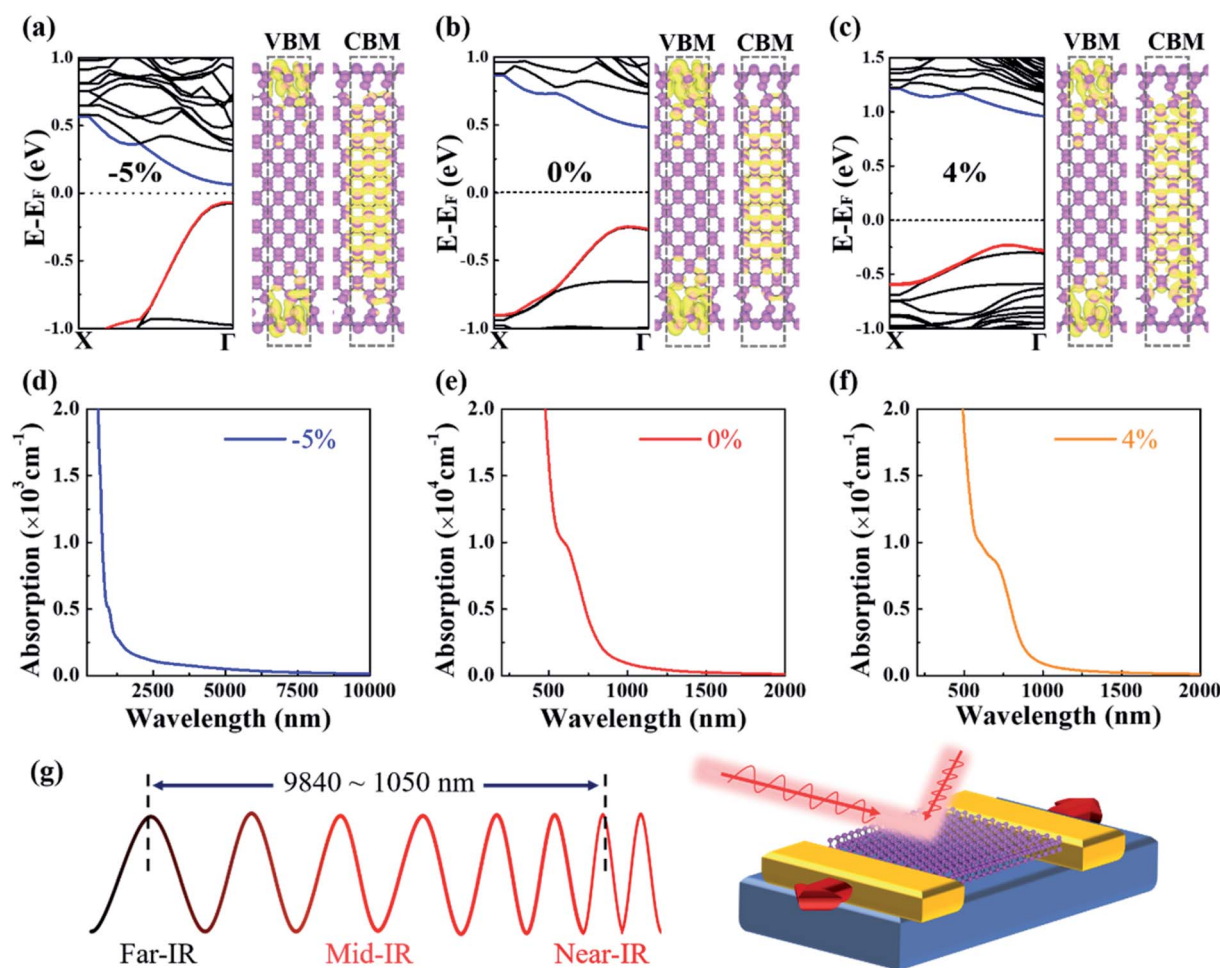 (a)
VBM CBM
1.0
0.5
0.0
-0.5
-1.0
E-E_F (eV)
-5%
X Γ
(b)
VBM CBM
1.0
0.5
0.0
-0.5
-1.0
E-E_F (eV)
0%
X Γ
(c)
VBM CBM
1.5
1.0
0.5
0.0
-0.5
-1.0
E-E_F (eV)
4%
X Γ
(d)
2.0
1.5
1.0
0.5
0.0
Absorption (×10³cm⁻¹)
-5%
2500 5000 7500 10000
Wavelength (nm)
(e)
2.0
1.5
1.0
0.5
0.0
Absorption (×10⁴cm⁻¹)
0%
500 1000 1500 2000
Wavelength (nm)
(f)
2.0
1.5
1.0
0.5
0.0
Absorption (×10⁴cm⁻¹)
4%
500 1000 1500 2000
Wavelength (nm)
(g)
9840 ~ 1050 nm
Far-IR Mid-IR Near-IR